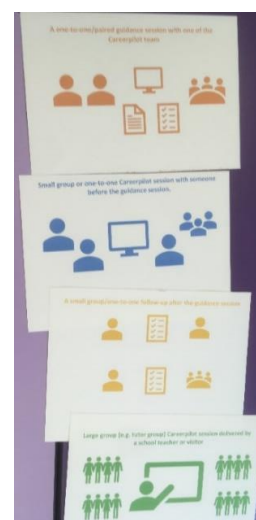 A one-to-one/paired guidance session with one of the
Careerpilot team
Small group or one-to-one Careerpilot session with someone
before the guidance session.
A small group/one-to-one follow up after the guidance session
Large group (e.g. tutor group) Careerpilot session delivered by
a school teacher or visitor